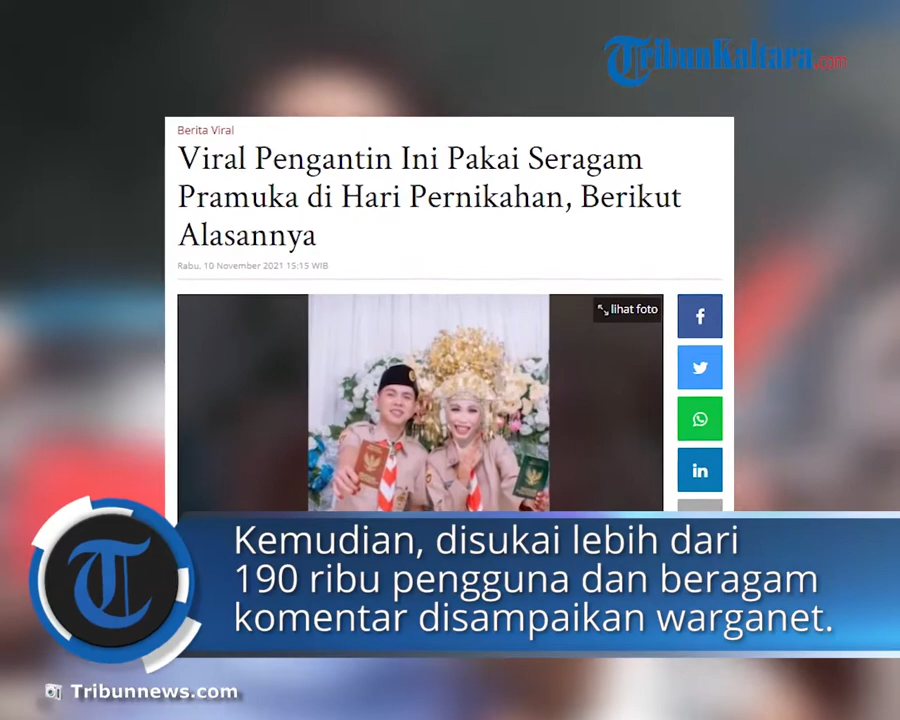 TribunKaltara.com
Berita Viral
Viral Pengantin Ini Pakai Seragam
Pramuka di Hari Pernikahan, Berikut
Alasannya
Rabu, 10 November 2021 15:15 WIB
lihat foto
f
in
Kemudian, disukai lebih dari
190 ribu pengguna dan beragam
komentar disampaikan warganet.
T
Tribunnews.com